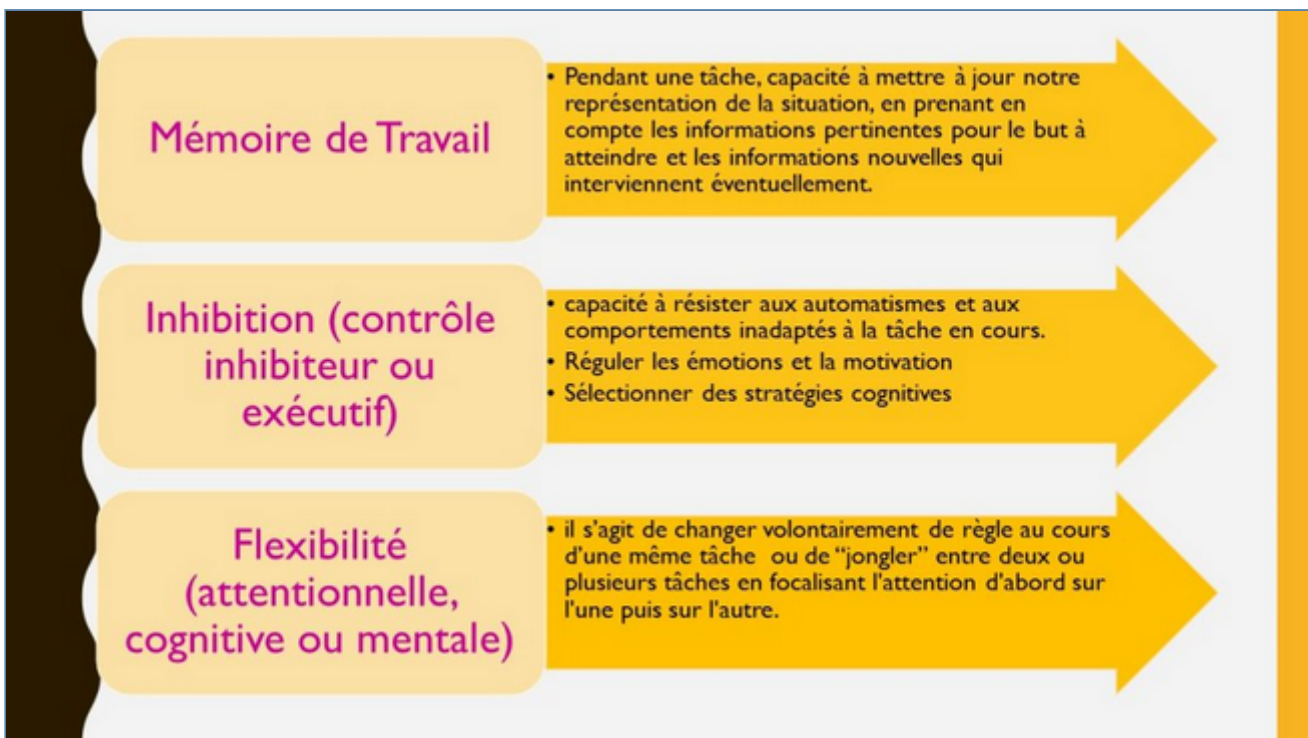 Mémoire de Travail
• Pendant une tâche, capacité à mettre à jour notre
représentation de la situation, en prenant en
compte les informations pertinentes pour le but à
atteindre et les informations nouvelles qui
interviennent éventuellement.
Inhibition (contrôle
inhibiteur ou
exécutif)
• capacité à résister aux automatismes et aux
comportements inadaptés à la tâche en cours.
• Réguler les émotions et la motivation
• Sélectionner des stratégies cognitives
Flexibilité
(attentionnelle,
cognitive ou mentale)
• il s'agit de changer volontairement de règle au cours
d'une même tâche ou de “jongler” entre deux ou
plusieurs tâches en focalisant l'attention d'abord sur
l'une puis sur l'autre.